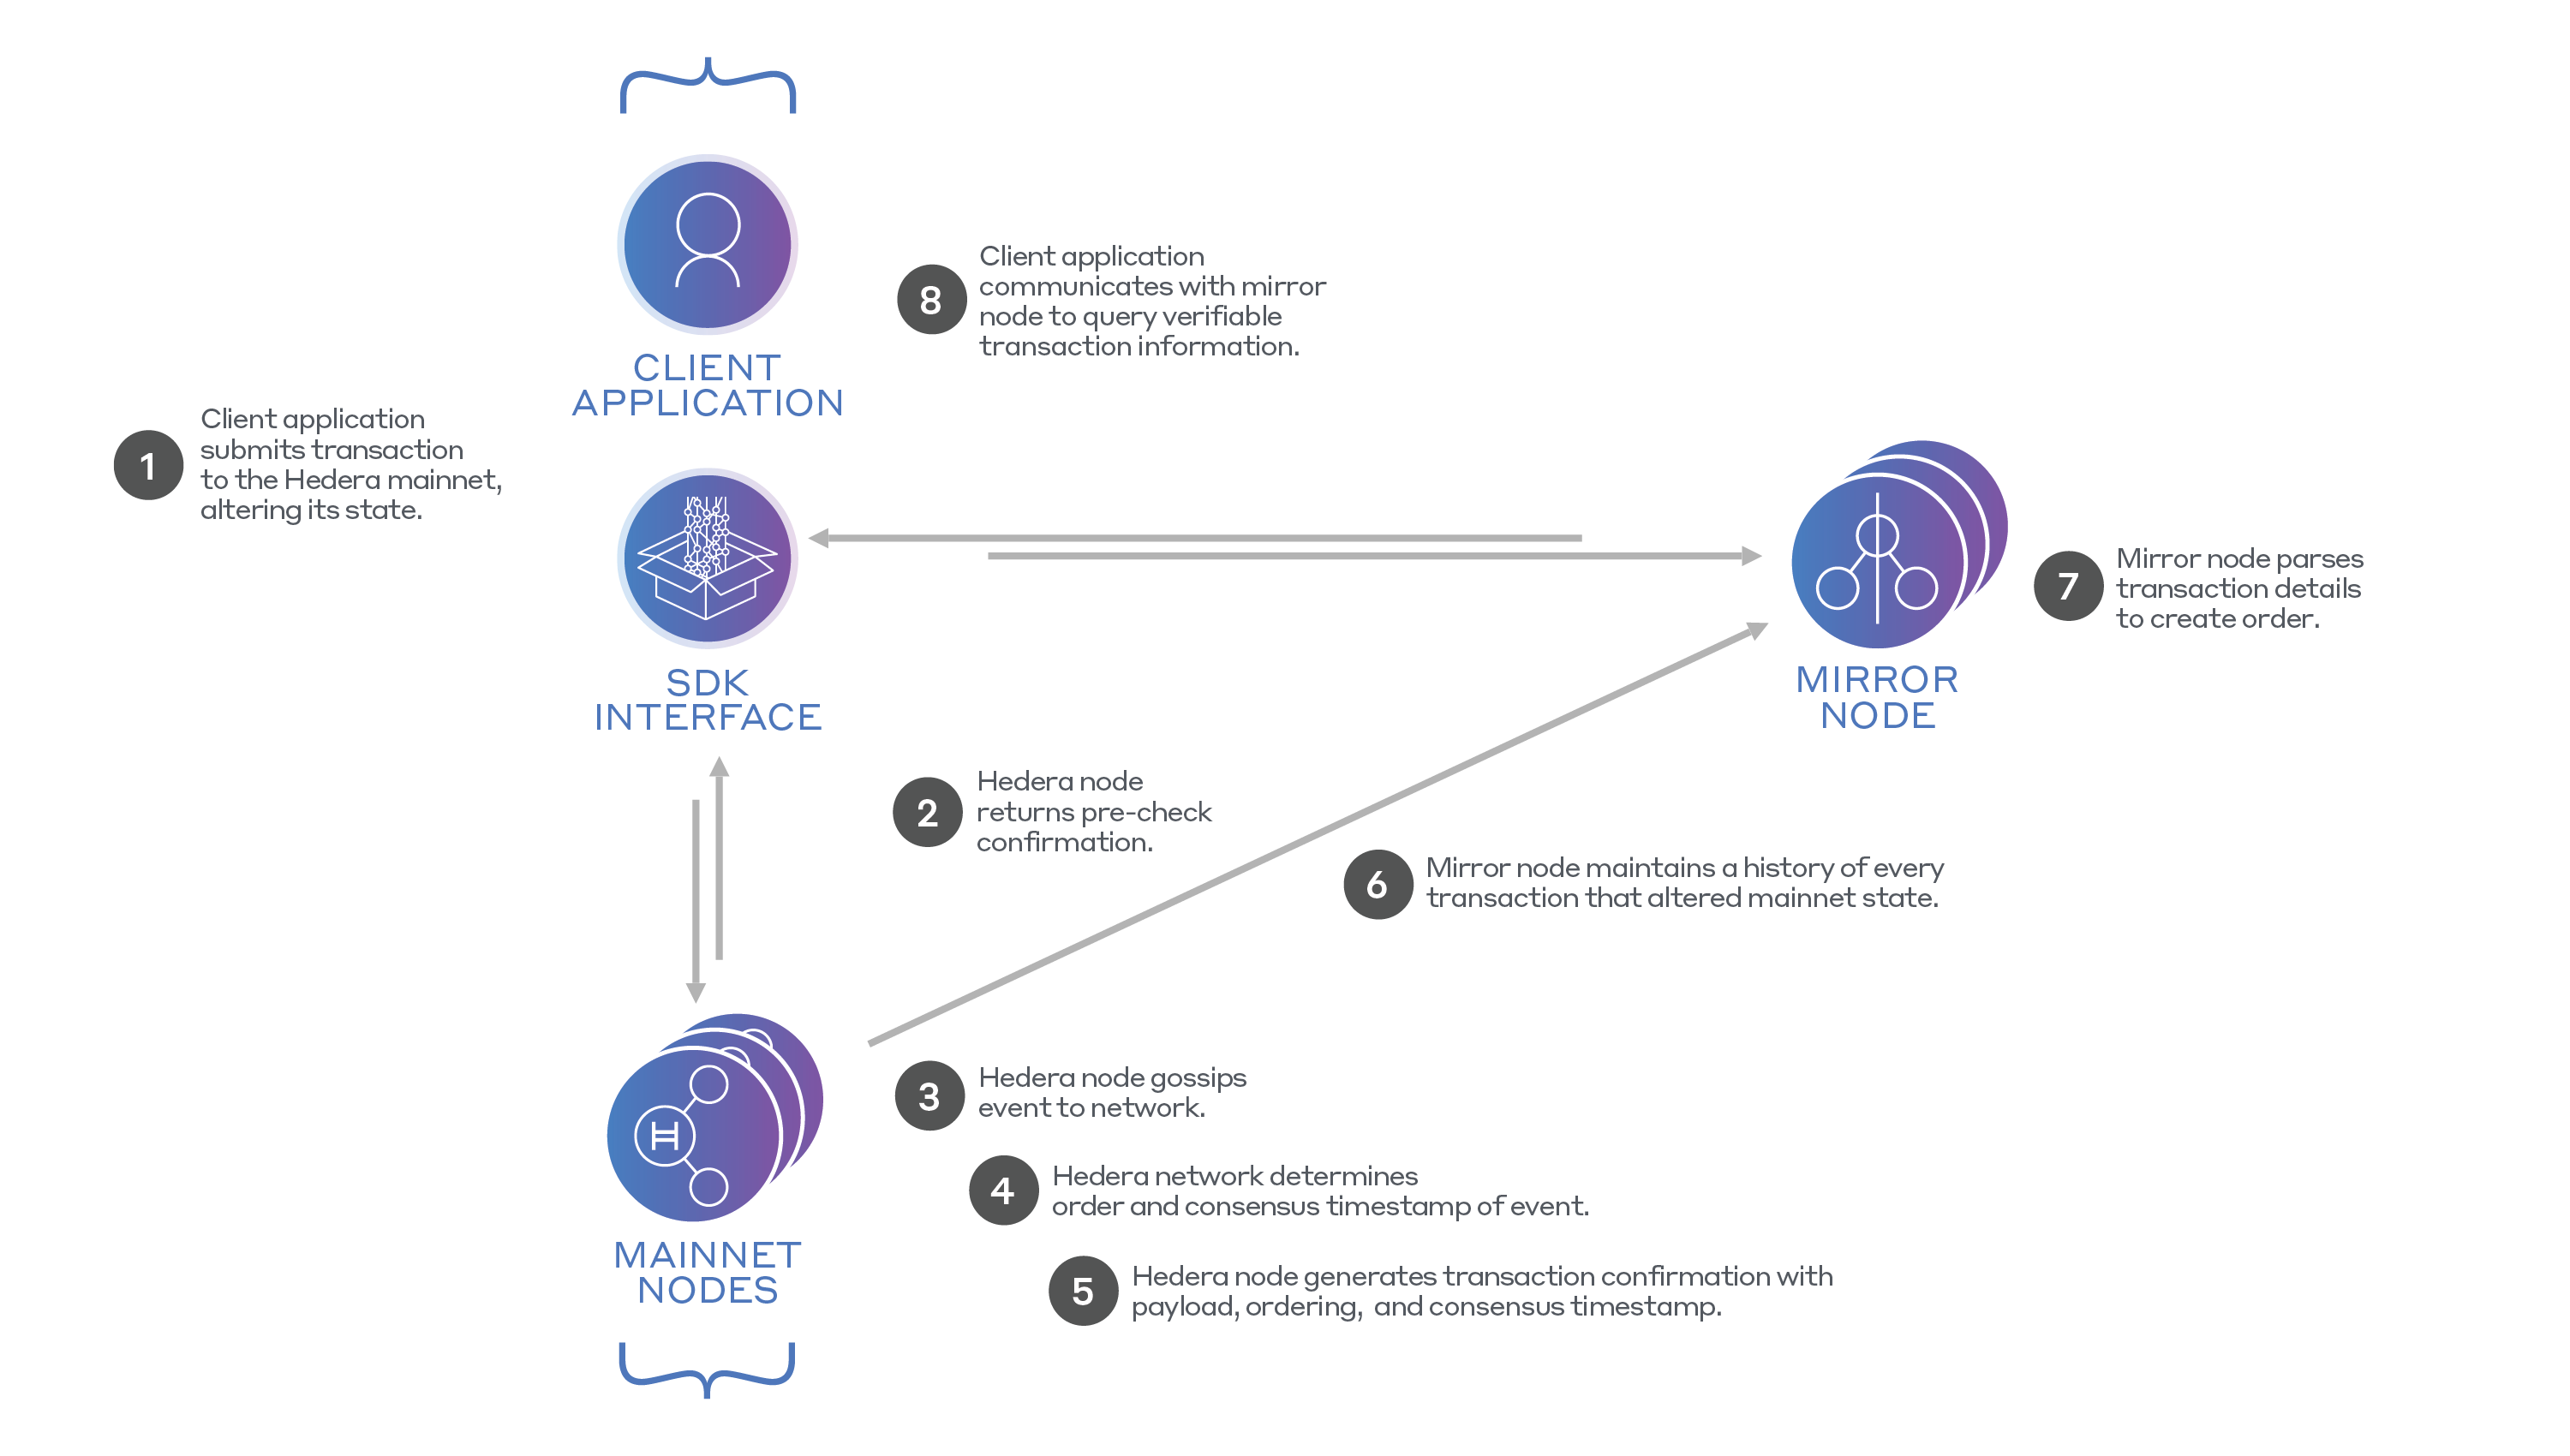 CLIENT
APPLICATION
1
Client application
submits transaction
to the Hedera mainnet,
altering its state.
8
Client application
communicates with mirror
node to query verifiable
transaction information.
SDK
INTERFACE
MIRROR
NODE
7
Mirror node parses
transaction details
to create order.
2
Hedera node
returns pre-check
confirmation.
6
Mirror node maintains a history of every
transaction that altered mainnet state.
H
MAINNET
NODES
3
Hedera node gossips
event to network.
4
Hedera network determines
order and consensus timestamp of event.
5
Hedera node generates transaction confirmation with
payload, ordering, and consensus timestamp.